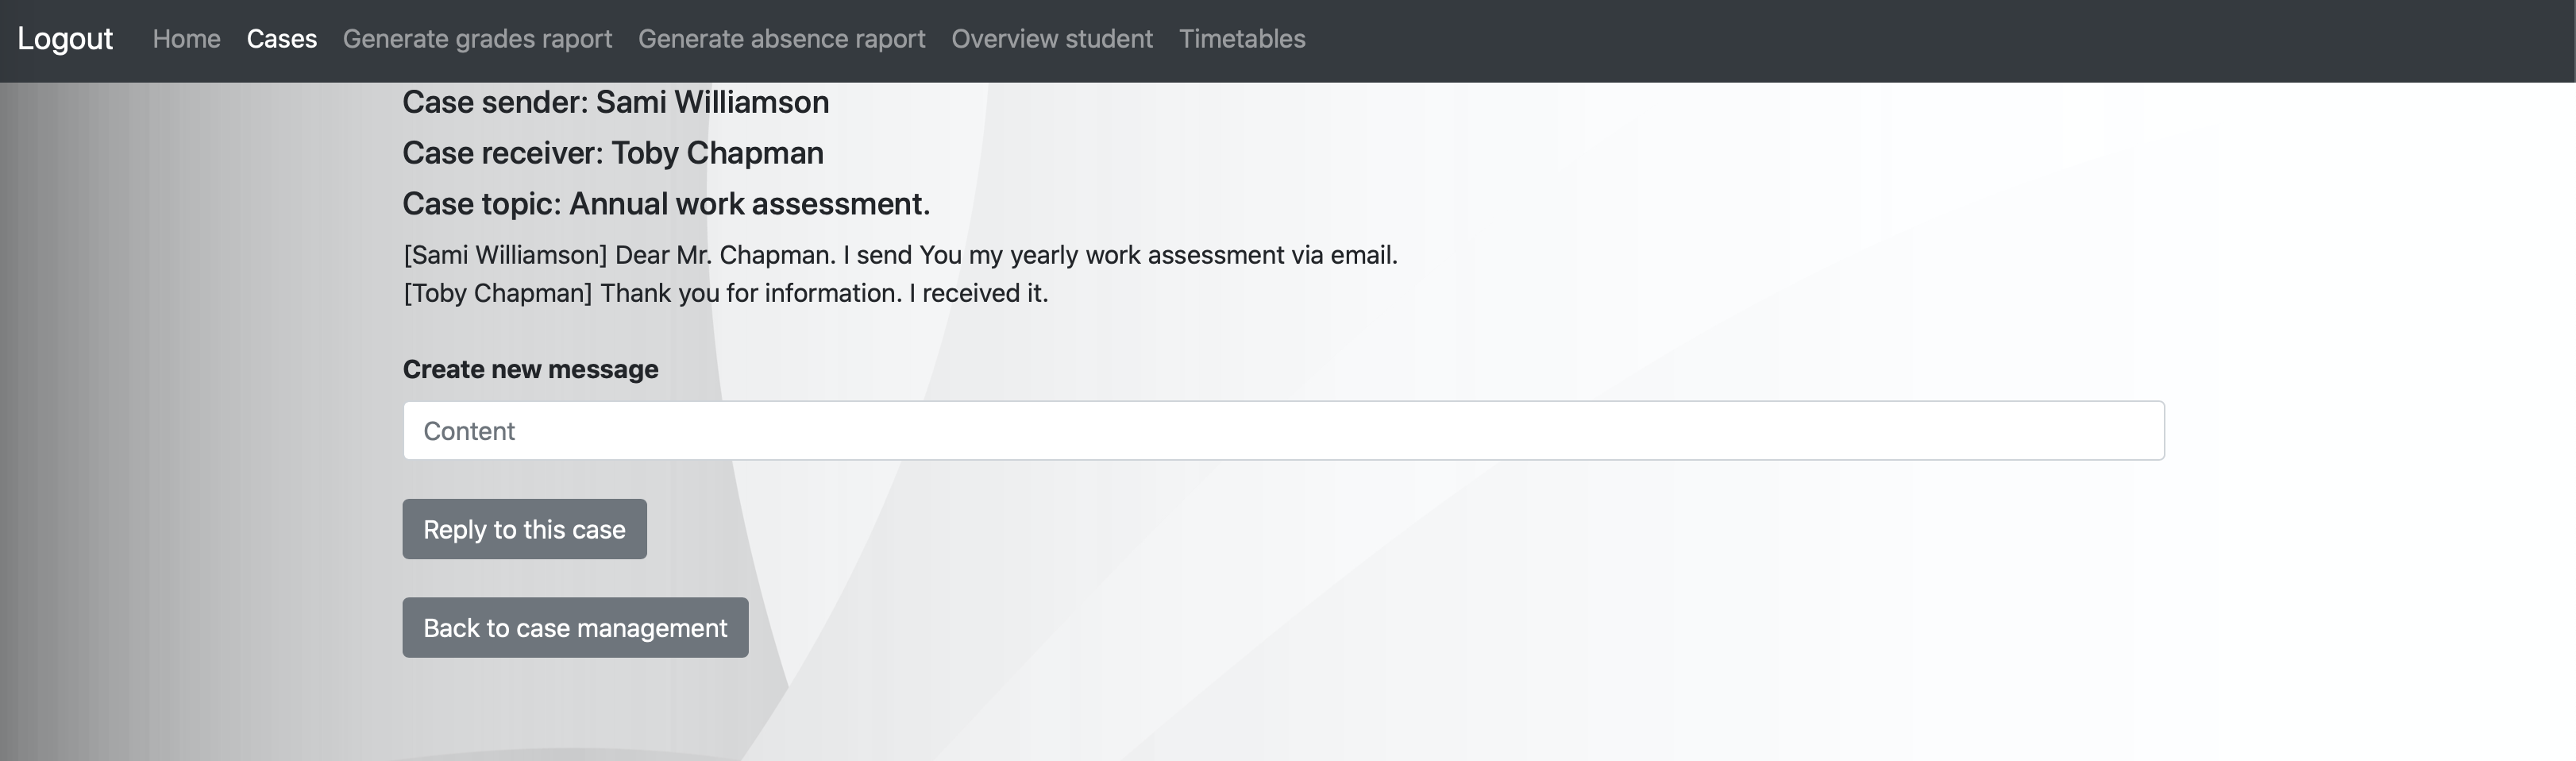 Logout Home Cases Generate grades raport Generate absence raport Overview student Timetables
Case sender: Sami Williamson
Case receiver: Toby Chapman
Case topic: Annual work assessment.
[Sami Williamson] Dear Mr. Chapman. I send You my yearly work assessment via email.
[Toby Chapman] Thank you for information. I received it.
Create new message
Content
Reply to this case
Back to case management